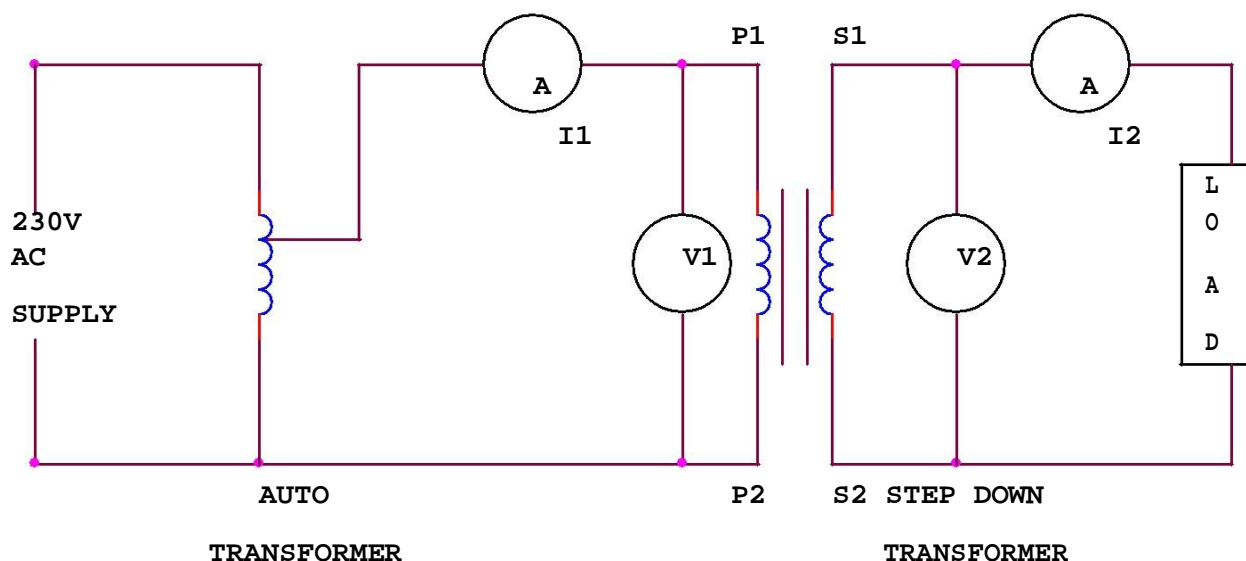 P1 S1
A A
I1 I2
L
230V O
AC V1 V2
A
SUPPLY
D
AUTO P2 S2 STEP DOWN
TRANSFORMER TRANSFORMER